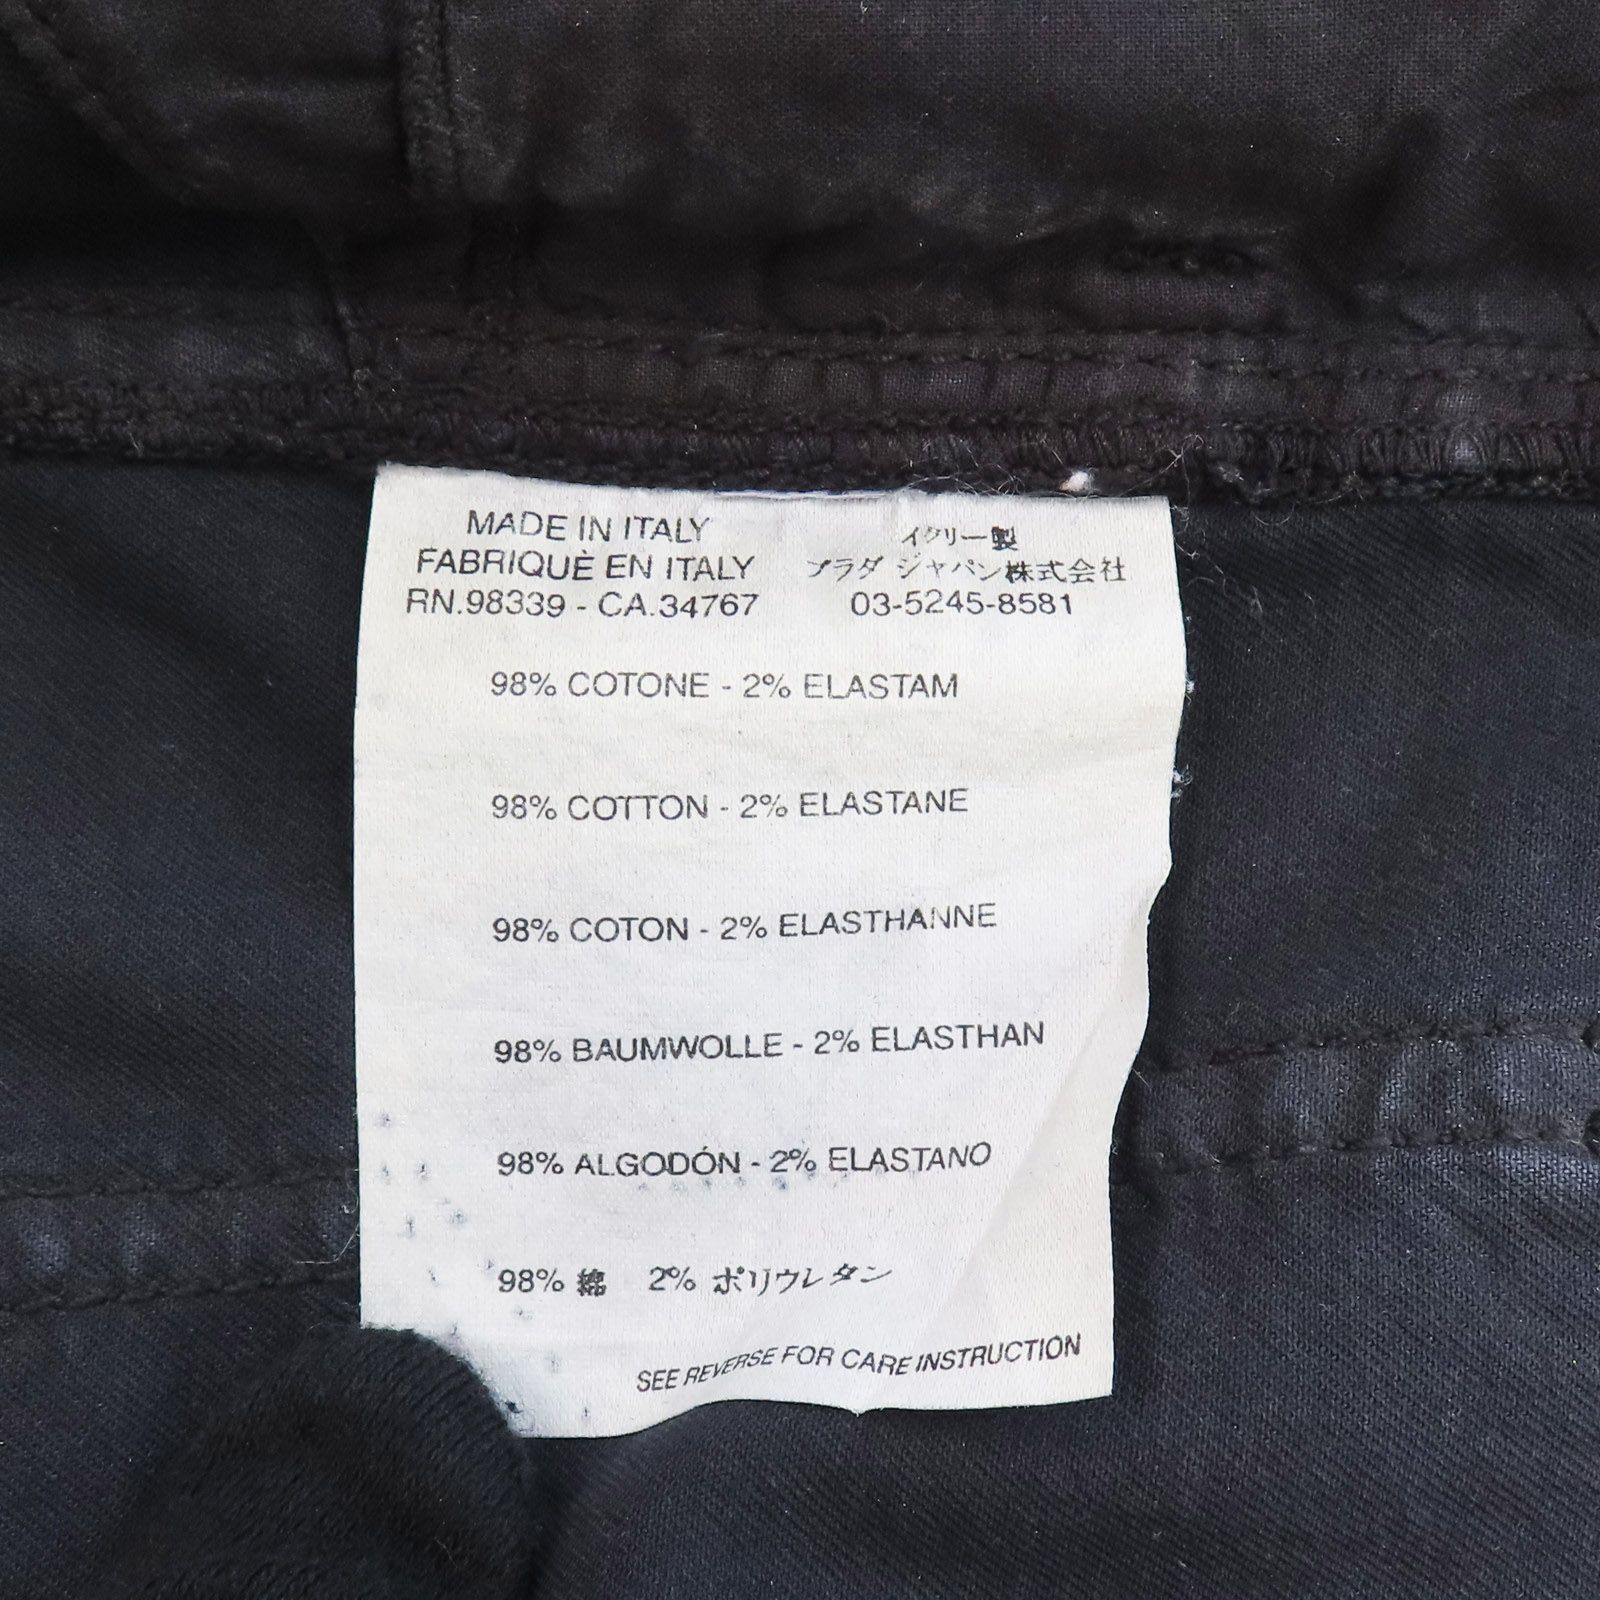 MADE IN ITALY
FABRIQUÈ EN ITALY
RN.98339 - CA.34767
イタリー製
プラダ ジャパン株式会社
03-5245-8581
98% COTONE - 2% ELASTAM
98% COTTON - 2% ELASTANE
98% COTON - 2% ELASTHANNE
98% BAUMWOLLE - 2% ELASTHAN
98% ALGODÓN - 2% ELASTANO
98% 綿 2% ポリウレタン
SEE REVERSE FOR CARE INSTRUCTION